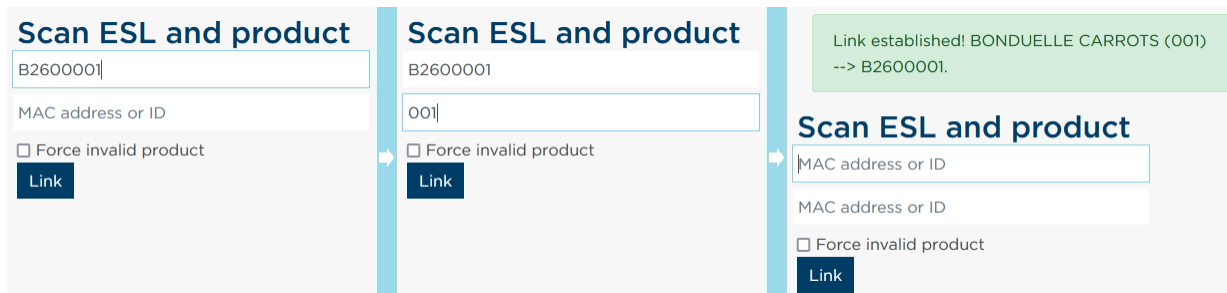 Scan ESL and product
B2600001
MAC address or ID
Force invalid product
Link
Scan ESL and product
B2600001
001
Force invalid product
Link
Link established! BONDUELLE CARROTS (001)
--> B2600001.
Scan ESL and product
MAC address or ID
MAC address or ID
Force invalid product
Link